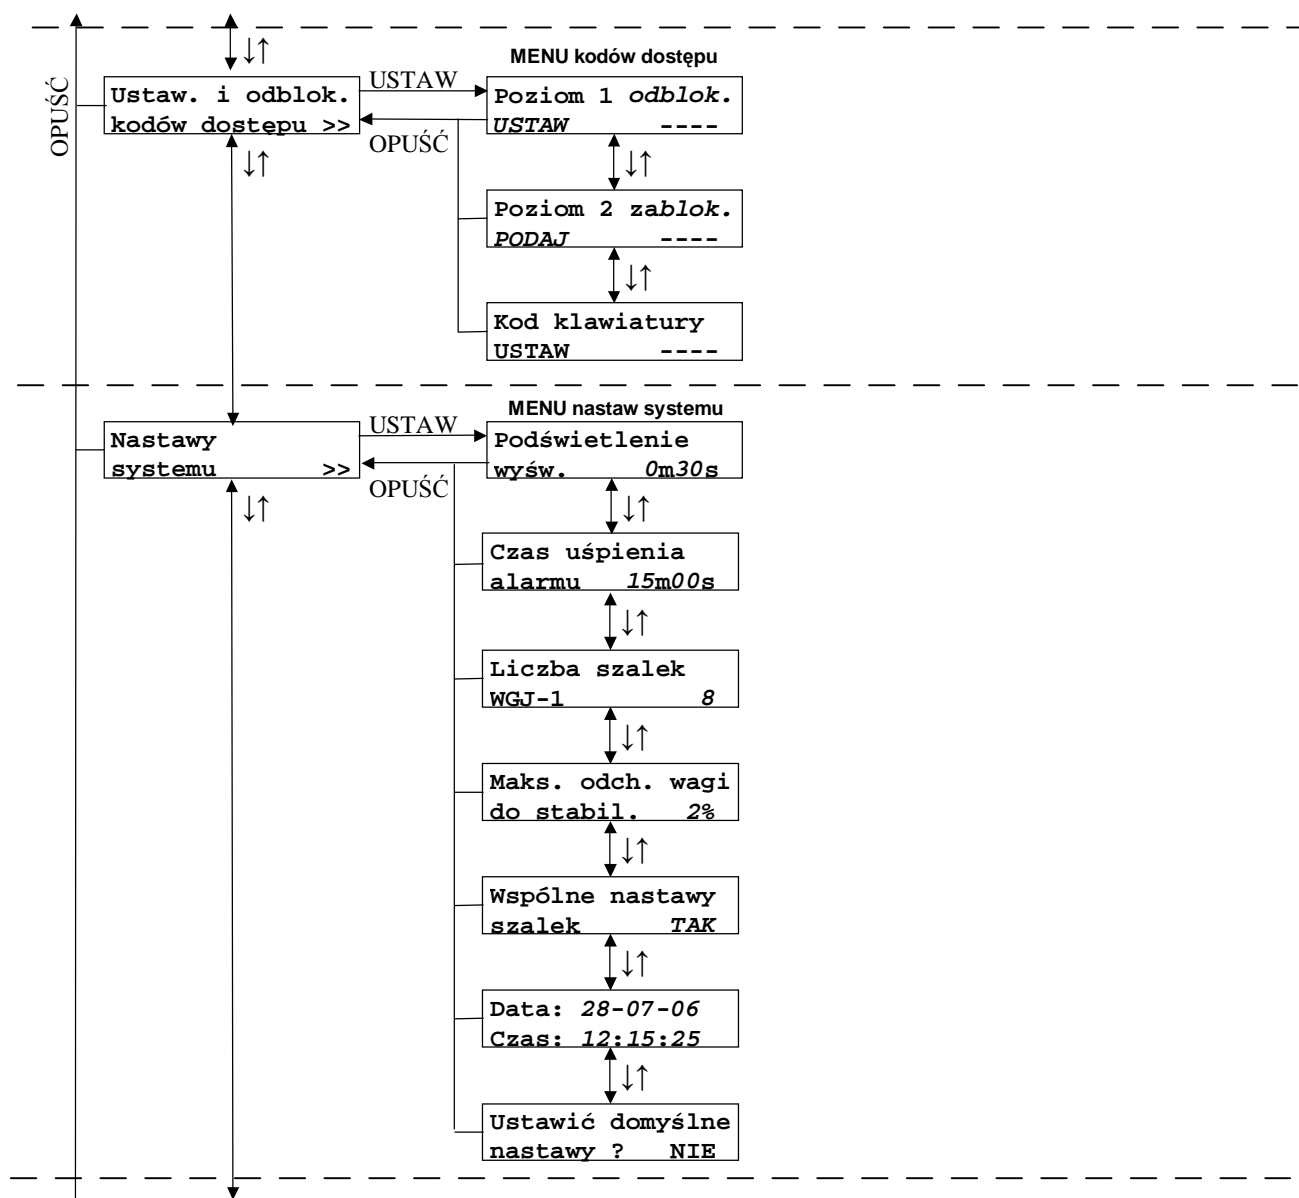 ↓↑
MENU kodów dostępu
OPUŚĆ
Ustaw. i odblok.
kodów dostępu >>
USTAW
OPUŚĆ
Poziom 1 odblok.
USTAW ----
↓↑
↓↑
Poziom 2 zablok.
PODAJ ----
↓↑
Kod klawiatury
USTAW ----
MENU nastaw systemu
Nastawy
systemu >>
USTAW
OPUŚĆ
Podświetlenie
wyśw. 0m30s
↓↑
↓↑
Czas uśpienia
alarmu 15m00s
↓↑
Liczba szalek
WGJ-1 8
↓↑
Maks. odch. wagi
do stabil. 2%
↓↑
Wspólne nastawy
szalek TAK
↓↑
Data: 28-07-06
Czas: 12:15:25
↓↑
Ustawić domyślne
nastawy ? NIE